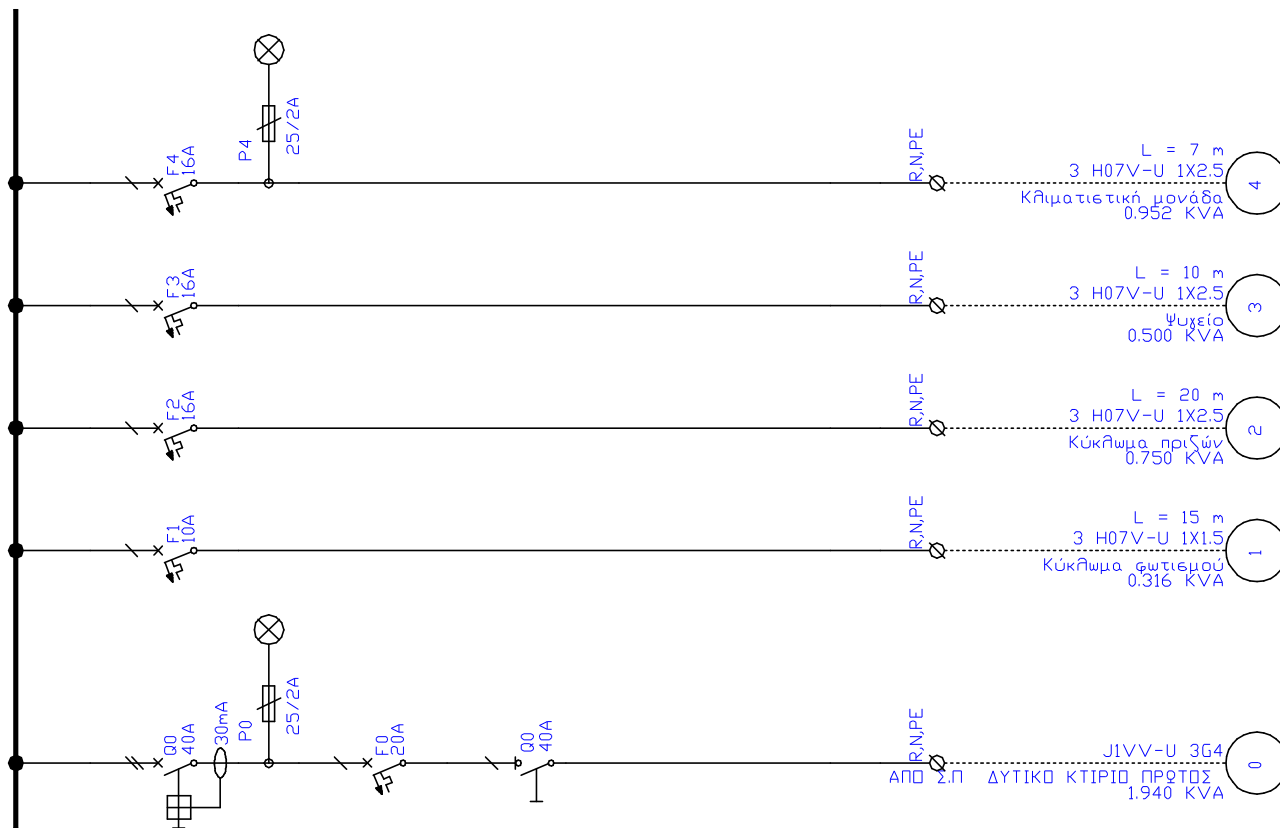 P4
25/2A
F4
16A
R,N,PE
L = 7 m
3 H07V-U 1X2.5
Κλιματιστική μονάδα
0.952 KVA
4
F3
16A
R,N,PE
L = 10 m
3 H07V-U 1X2.5
Ψυγείο
0.500 KVA
3
F2
16A
R,N,PE
L = 20 m
3 H07V-U 1X2.5
Κύκλωμα πριζών
0.750 KVA
2
F1
10A
R,N,PE
L = 15 m
3 H07V-U 1X1.5
Κύκλωμα φωτισμού
0.316 KVA
1
Q0
40A
30mA
P0
25/2A
F0
20A
Q0
40A
R,N,PE
J1VV-U 3G4
ΑΠΟ Σ.Π ΔΥΤΙΚΟ ΚΤΙΡΙΟ ΠΡΩΤΟΣ
1.940 KVA
0